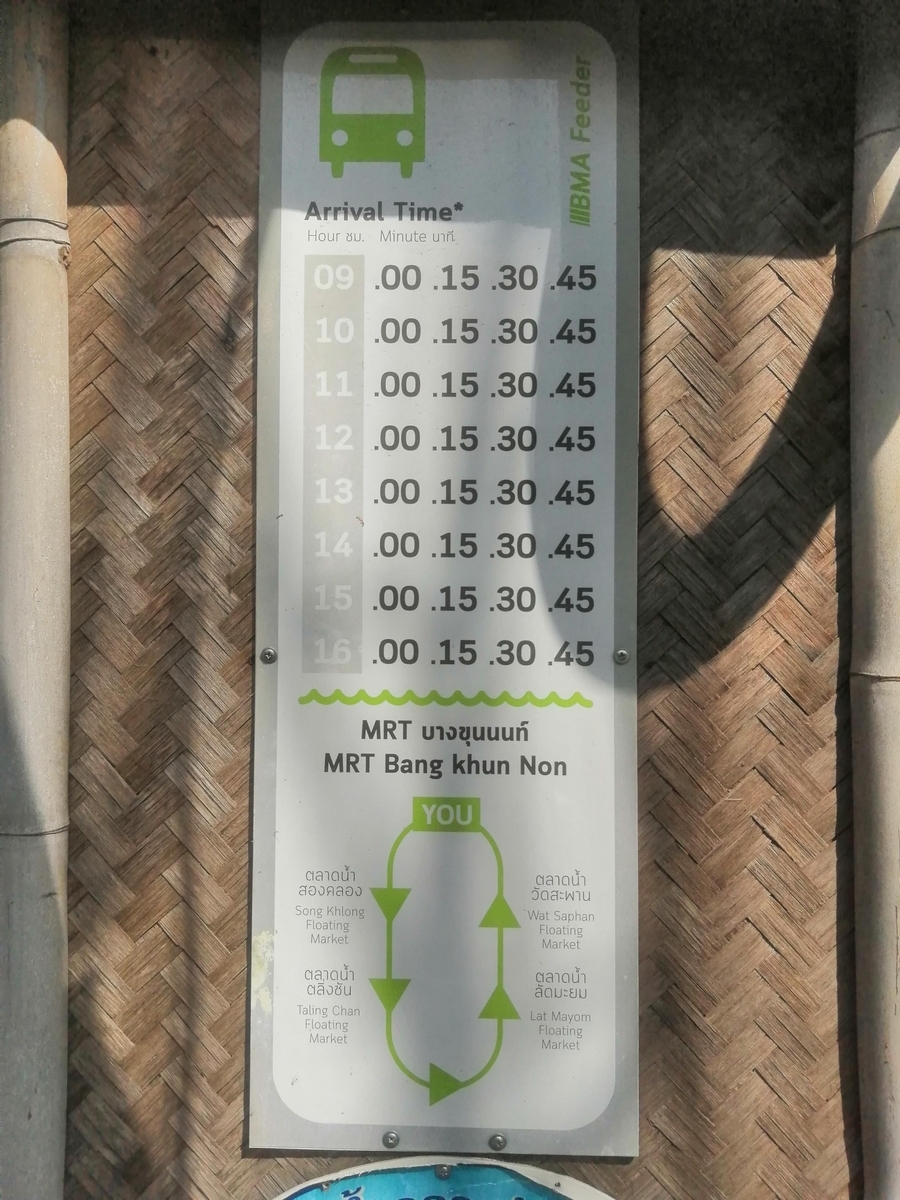 BMA Feeder
Arrival Time*
Hour ชม. Minute นาที
09 .00 .15 .30 .45
10 .00 .15 .30 .45
11 .00 .15 .30 .45
12 .00 .15 .30 .45
13 .00 .15 .30 .45
14 .00 .15 .30 .45
15 .00 .15 .30 .45
16 .00 .15 .30 .45
MRT บางขุนนนท์
MRT Bang khun Non
YOU
ตลาดน้ำ
สองคลอง
Song Khlong
Floating
Market
ตลาดน้ำ
วัดสะพาน
Wat Saphan
Floating
Market
ตลาดน้ำ
ตลิ่งชัน
Taling Chan
Floating
Market
ตลาดน้ำ
ลัดมะยม
Lat Mayom
Floating
Market